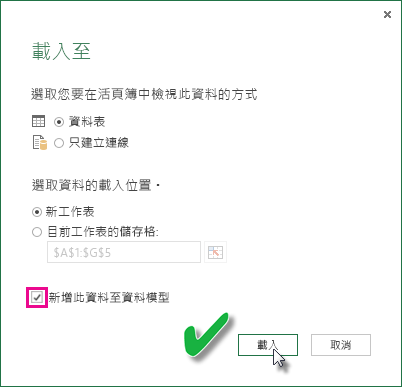 載入至
選取您要在活頁簿中檢視此資料的方式
資料表
只建立連線
選取資料的載入位置。
新工作表
目前工作表的儲存格:
$A$1:$G$5
新增此資料至資料模型
載入 取消